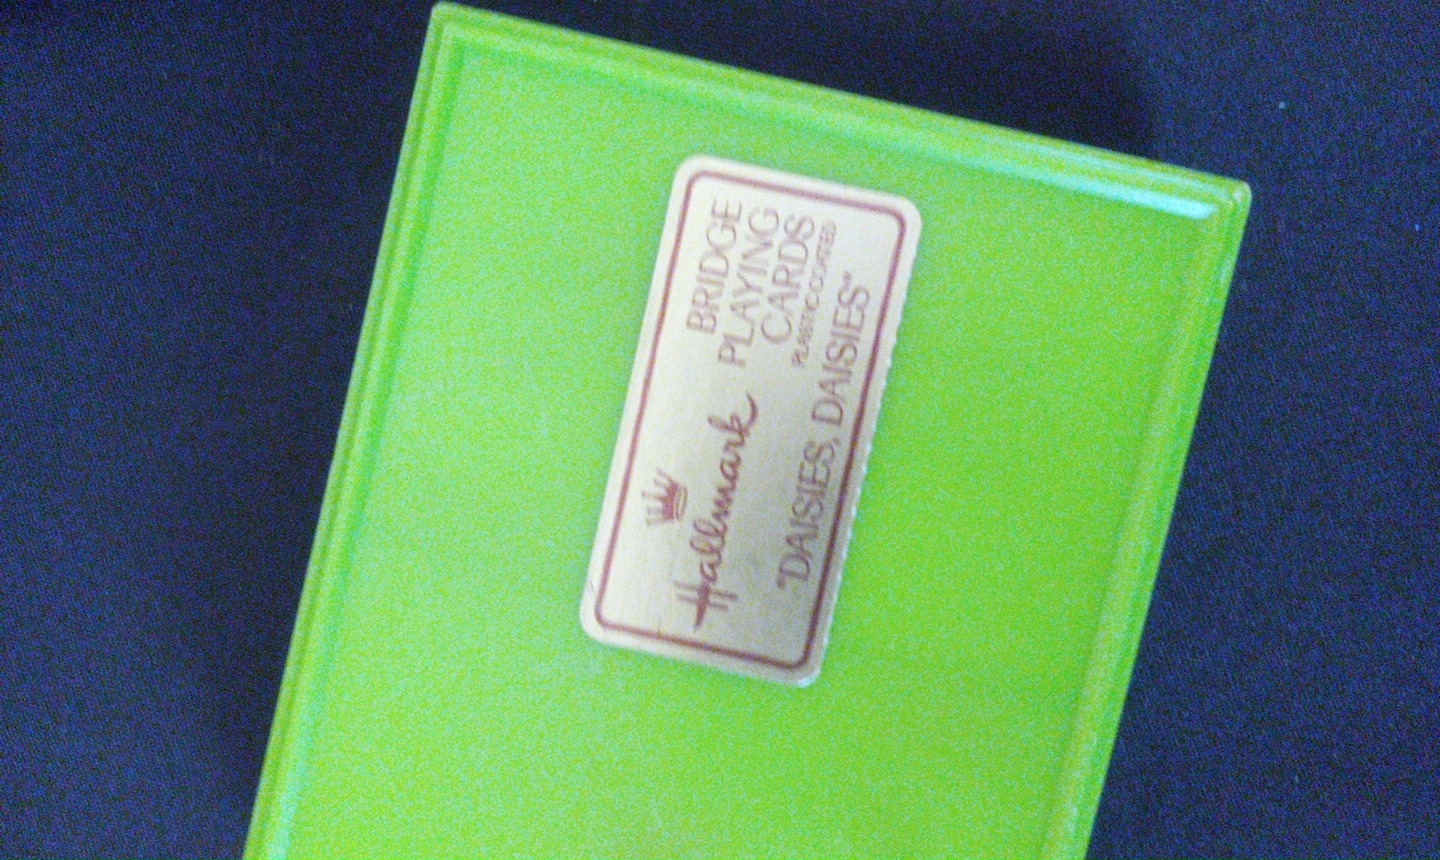 Hallmark
BRIDGE
PLAYING
CARDS
PLASTIC COATED
"DAISIES, DAISIES"